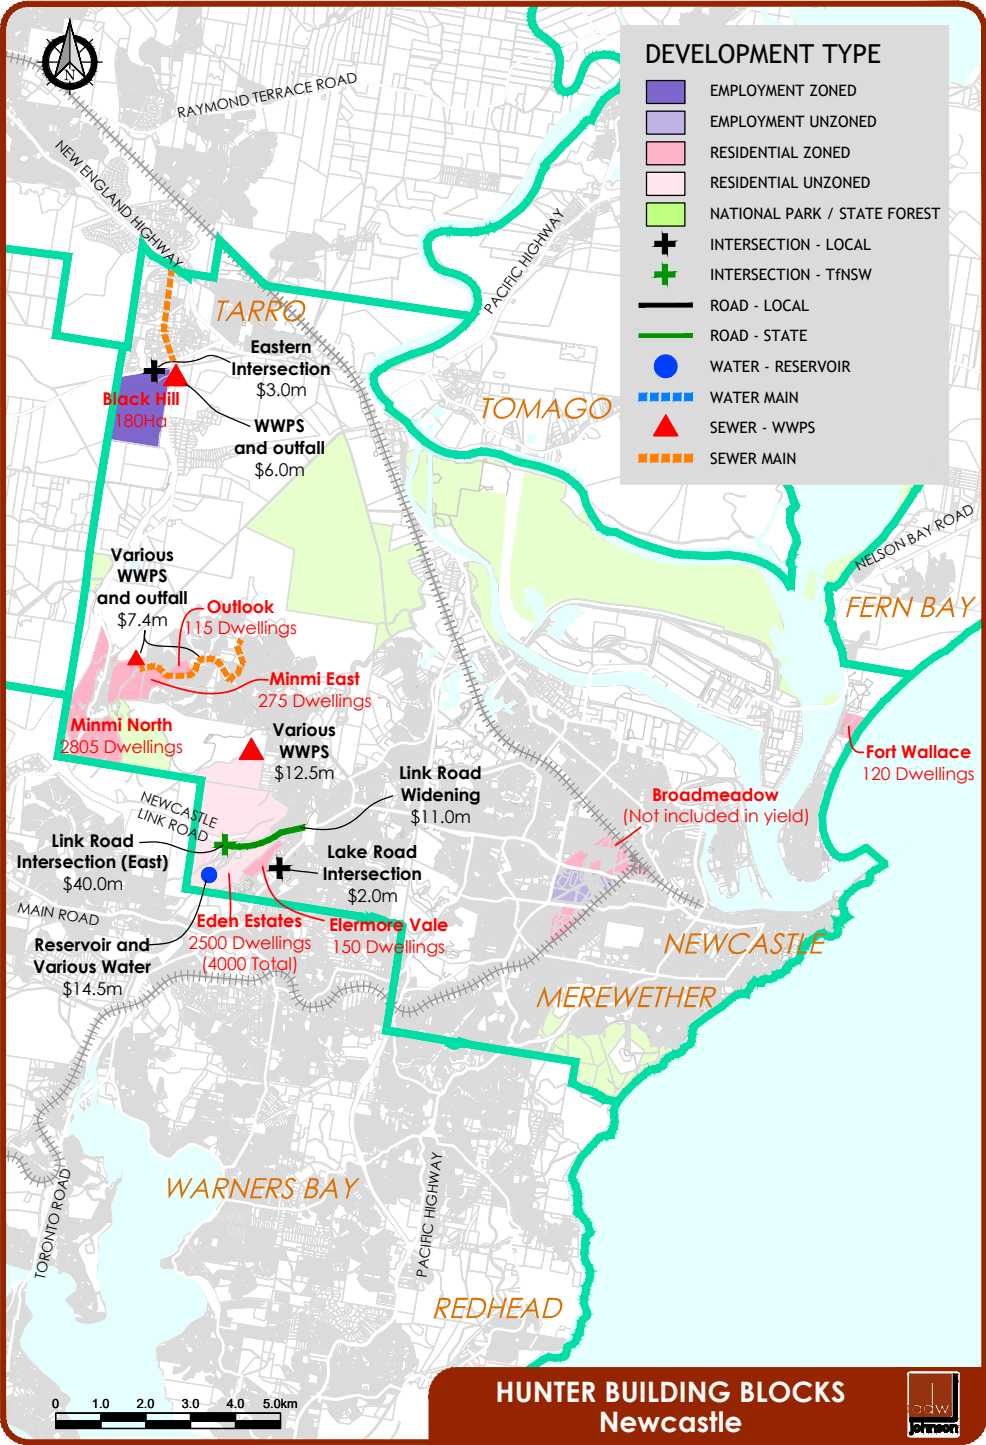 N
RAYMOND TERRACE ROAD
NEW ENGLAND HIGHWAY
PACIFIC HIGHWAY
DEVELOPMENT TYPE
EMPLOYMENT ZONED
EMPLOYMENT UNZONED
RESIDENTIAL ZONED
RESIDENTIAL UNZONED
NATIONAL PARK / STATE FOREST
INTERSECTION - LOCAL
INTERSECTION - TfNSW
ROAD - LOCAL
ROAD - STATE
WATER - RESERVOIR
WATER MAIN
SEWER - WWPS
SEWER MAIN
TARRO
Eastern
Intersection
$3.0m
Black Hill
180Ha
WWPS
and outfall
$6.0m
TOMAGO
NELSON BAY ROAD
FERN BAY
Various
WWPS
and outfall
$7.4m
Outlook
115 Dwellings
Minmi East
275 Dwellings
Minmi North
2805 Dwellings
Various
WWPS
$12.5m
Fort Wallace
120 Dwellings
Link Road
Widening
$11.0m
Broadmeadow
(Not included in yield)
NEWCASTLE
LINK ROAD
Link Road
Intersection (East)
$40.0m
Lake Road
Intersection
$2.0m
MAIN ROAD
Eden Estates
2500 Dwellings
(4000 Total)
Elermore Vale
150 Dwellings
Reservoir and
Various Water
$14.5m
NEWCASTLE
MEREWETHER
WARNERS BAY
TORONTO ROAD
PACIFIC HIGHWAY
REDHEAD
0 1.0 2.0 3.0 4.0 5.0km
HUNTER BUILDING BLOCKS
Newcastle
adw
johnson